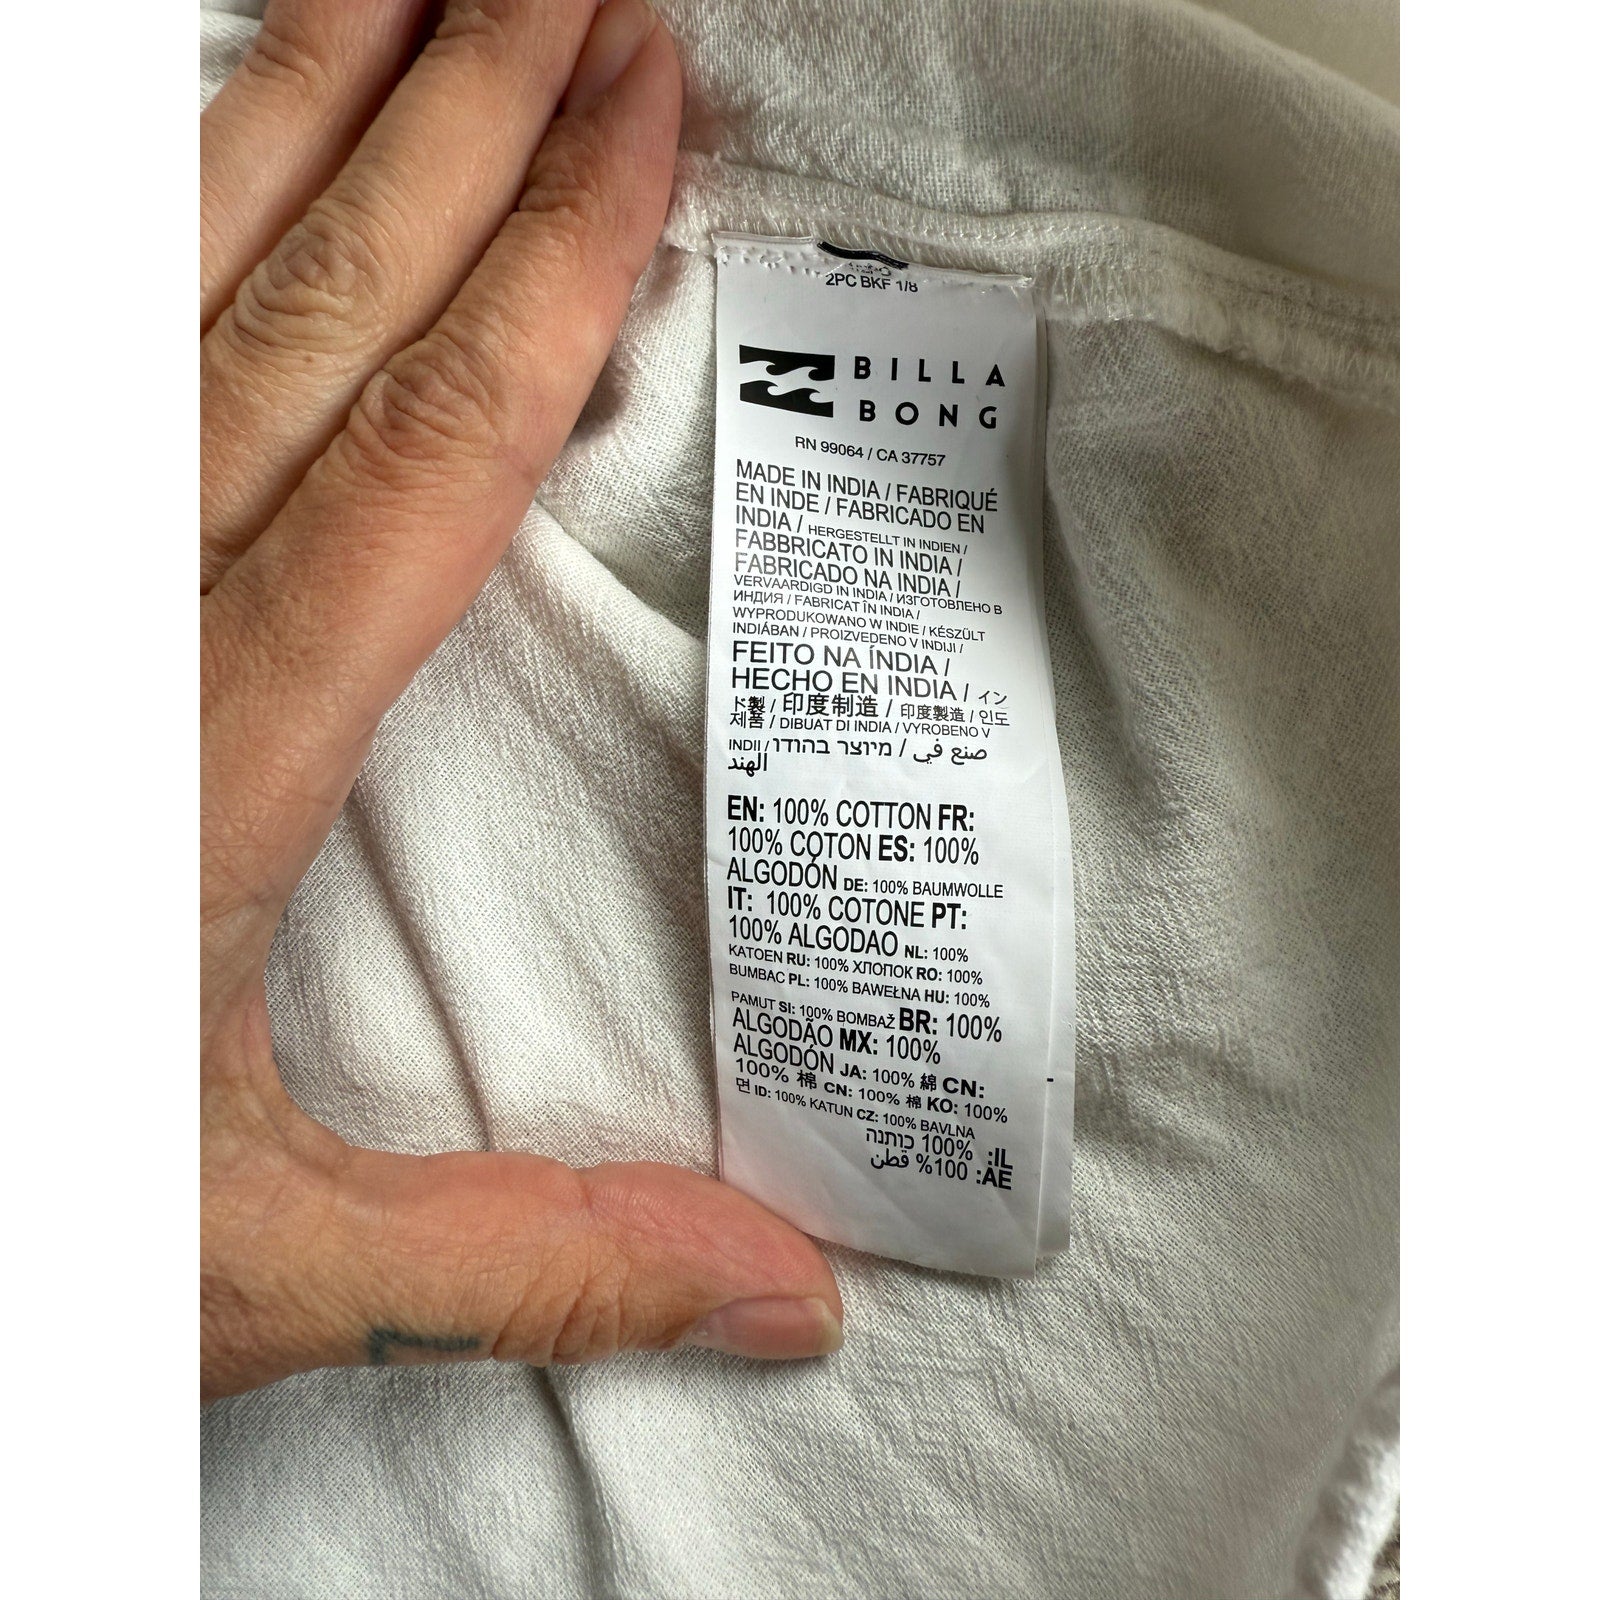 2PC BKF 1/8
BILLA
BONG
RN 99064 / CA 37757
MADE IN INDIA / FABRIQUÉ
EN INDE / FABRICADO EN
INDIA / HERGESTELLT IN INDIEN /
FABBRICATO IN INDIA /
FABRICADO NA INDIA /
VERVAARDIGD IN INDIA / ИЗГОТОВЛЕНО В
ИНДИЯ / FABRICAT ÎN INDIA /
WYPRODUKOWANO W INDIE / KÉSZÜLT
INDIÁBAN / PROIZVEDENO V INDIJI /
FEITO NA ÍNDIA /
HECHO EN INDIA / イン
ド製 / 印度制造 / 印度製造 / 인도
제품 / DIBUAT DI INDIA / VYROBENO V
INDII / מיוצר בהודו / صنع في
الهند
EN: 100% COTTON FR:
100% COTON ES: 100%
ALGODÓN DE: 100% BAUMWOLLE
IT: 100% COTONE PT:
100% ALGODAO NL: 100%
KATOEN RU: 100% ХЛОПОК RO: 100%
BUMBAC PL: 100% BAWEŁNA HU: 100%
PAMUT SI: 100% BOMBAŽ BR: 100%
ALGODÃO MX: 100%
ALGODÓN JA: 100% 綿 CN:
100% 棉 CN: 100% 棉 KO: 100%
면 ID: 100% KATUN CZ: 100% BAVLNA
IL: 100% כותנה
AE: 100% قطن